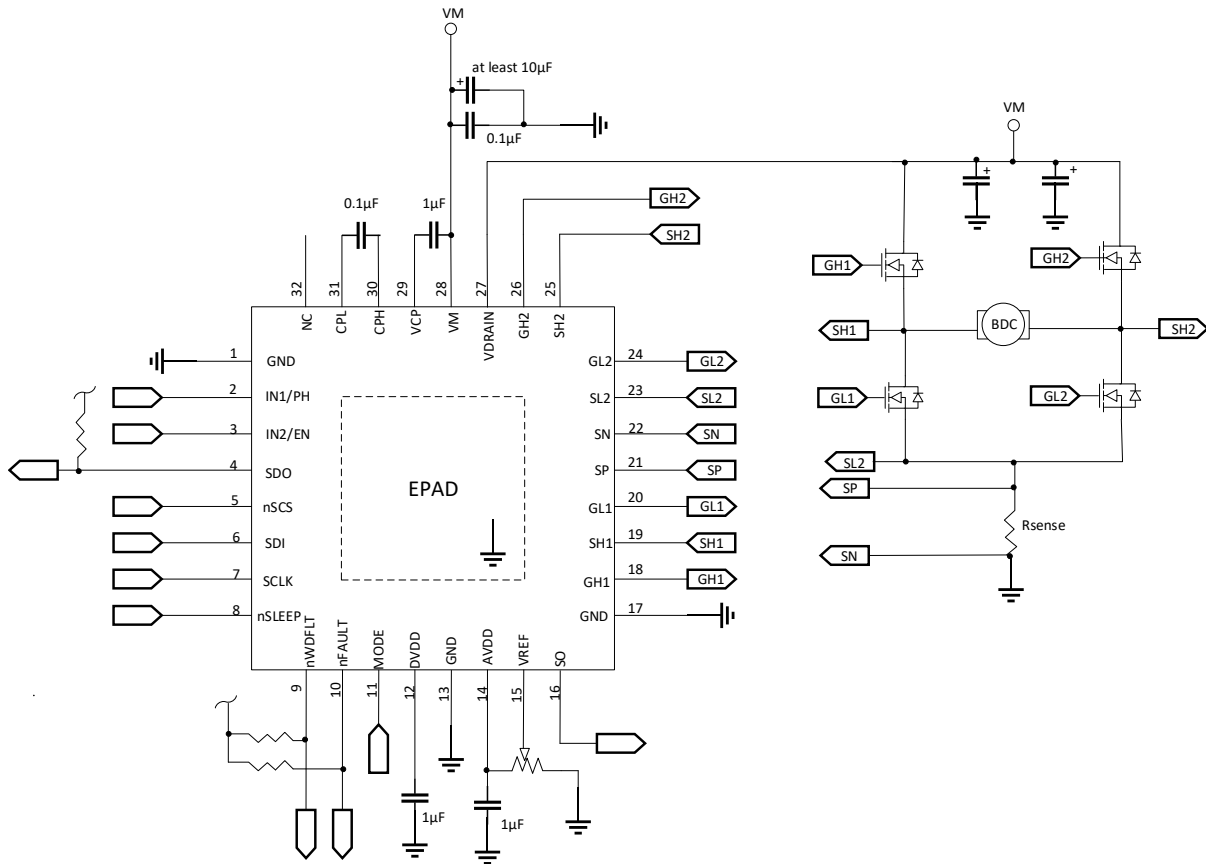 VM
at least 10µF
+
0.1µF
VM
+
+
0.1µF
1µF
GH2
SH2
32
31
30
29
28
27
26
25
NC
CPL
CPH
VCP
VM
VDRAIN
GH2
SH2
GH1
GH2
SH1
BDC
SH2
GL1
GL2
SL2
SP
Rsense
SN
1
GND
2
IN1/PH
3
IN2/EN
4
SDO
5
nSCS
6
SDI
7
SCLK
8
nSLEEP
EPAD
GL2
24
GL2
SL2
23
SL2
SN
22
SN
SP
21
SP
GL1
20
GL1
SH1
19
SH1
GH1
18
GH1
GND
17
nWDFLT
nFAULT
MODE
DVDD
GND
AVDD
VREF
SO
9
10
11
12
13
14
15
16
1µF
1µF